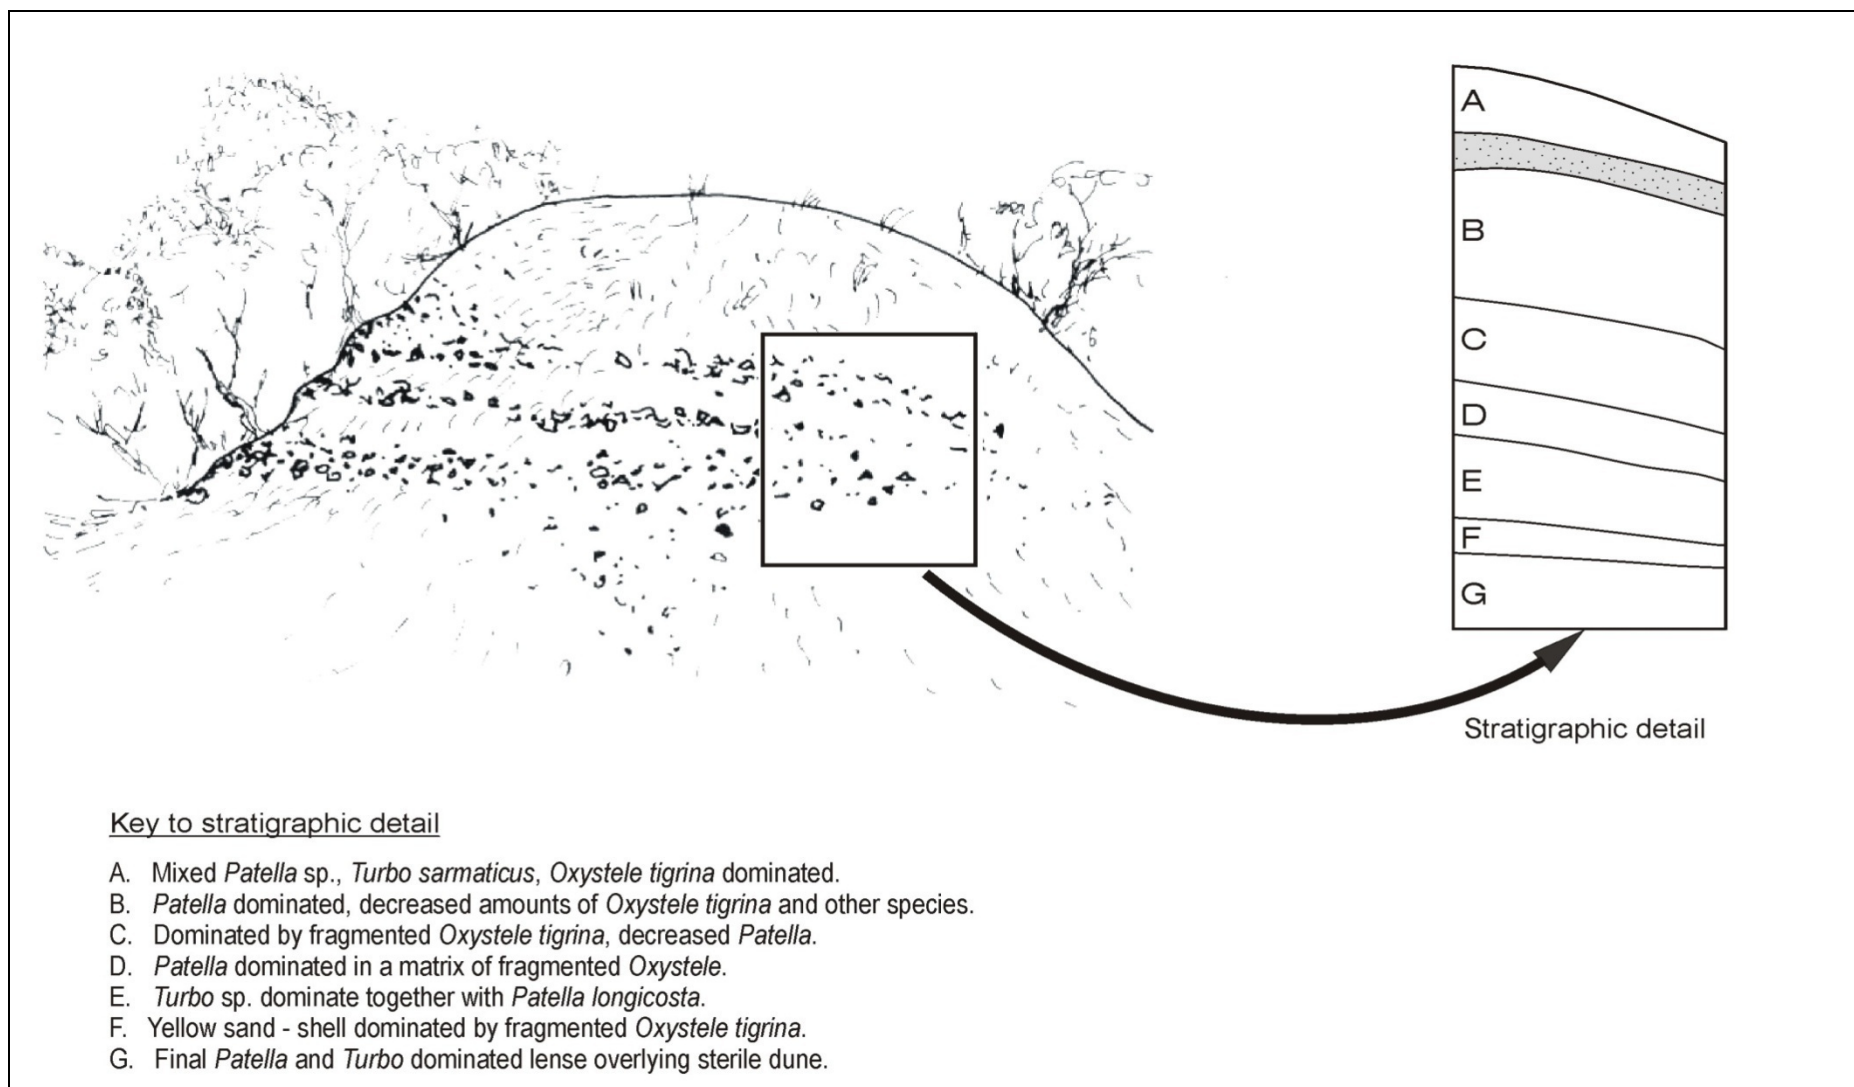 A
B
C
D
E
F
G
Stratigraphic detail
Key to stratigraphic detail
A. Mixed Patella sp., Turbo sarmaticus, Oxystele tigrina dominated.
B. Patella dominated, decreased amounts of Oxystele tigrina and other species.
C. Dominated by fragmented Oxystele tigrina, decreased Patella.
D. Patella dominated in a matrix of fragmented Oxystele.
E. Turbo sp. dominate together with Patella longicosta.
F. Yellow sand - shell dominated by fragmented Oxystele tigrina.
G. Final Patella and Turbo dominated lense overlying sterile dune.